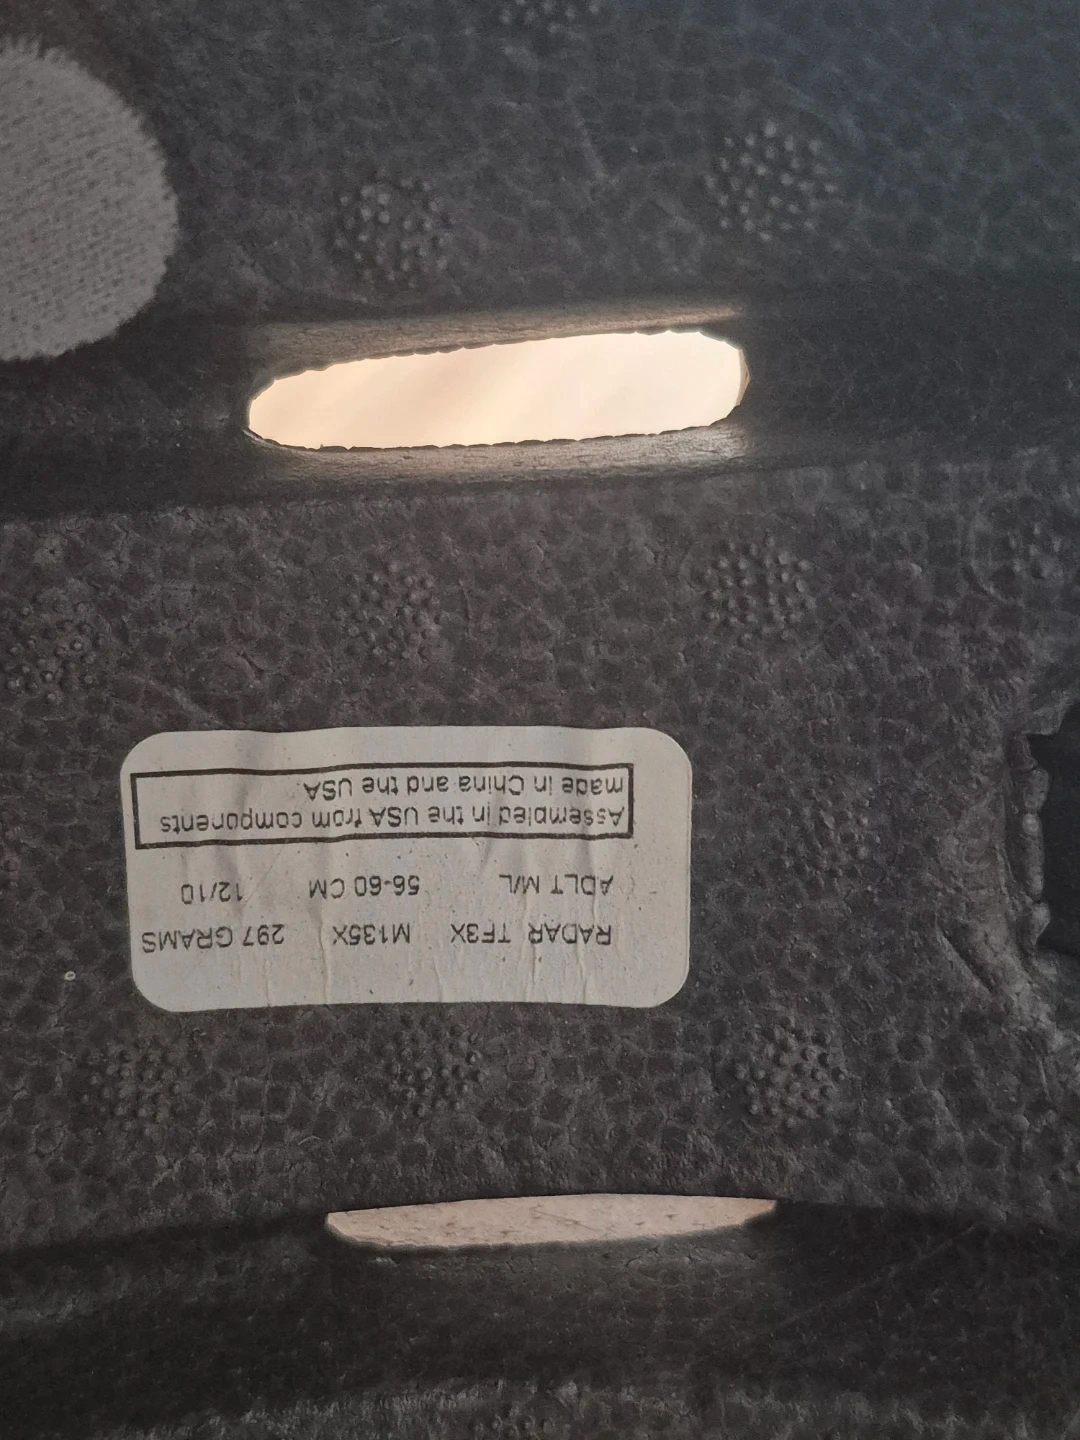 RADAR TF3X M135X 297 GRAMS
ADLT M/L 56-60 CM 12/10
Assembled in the USA from components
made in China and the USA.